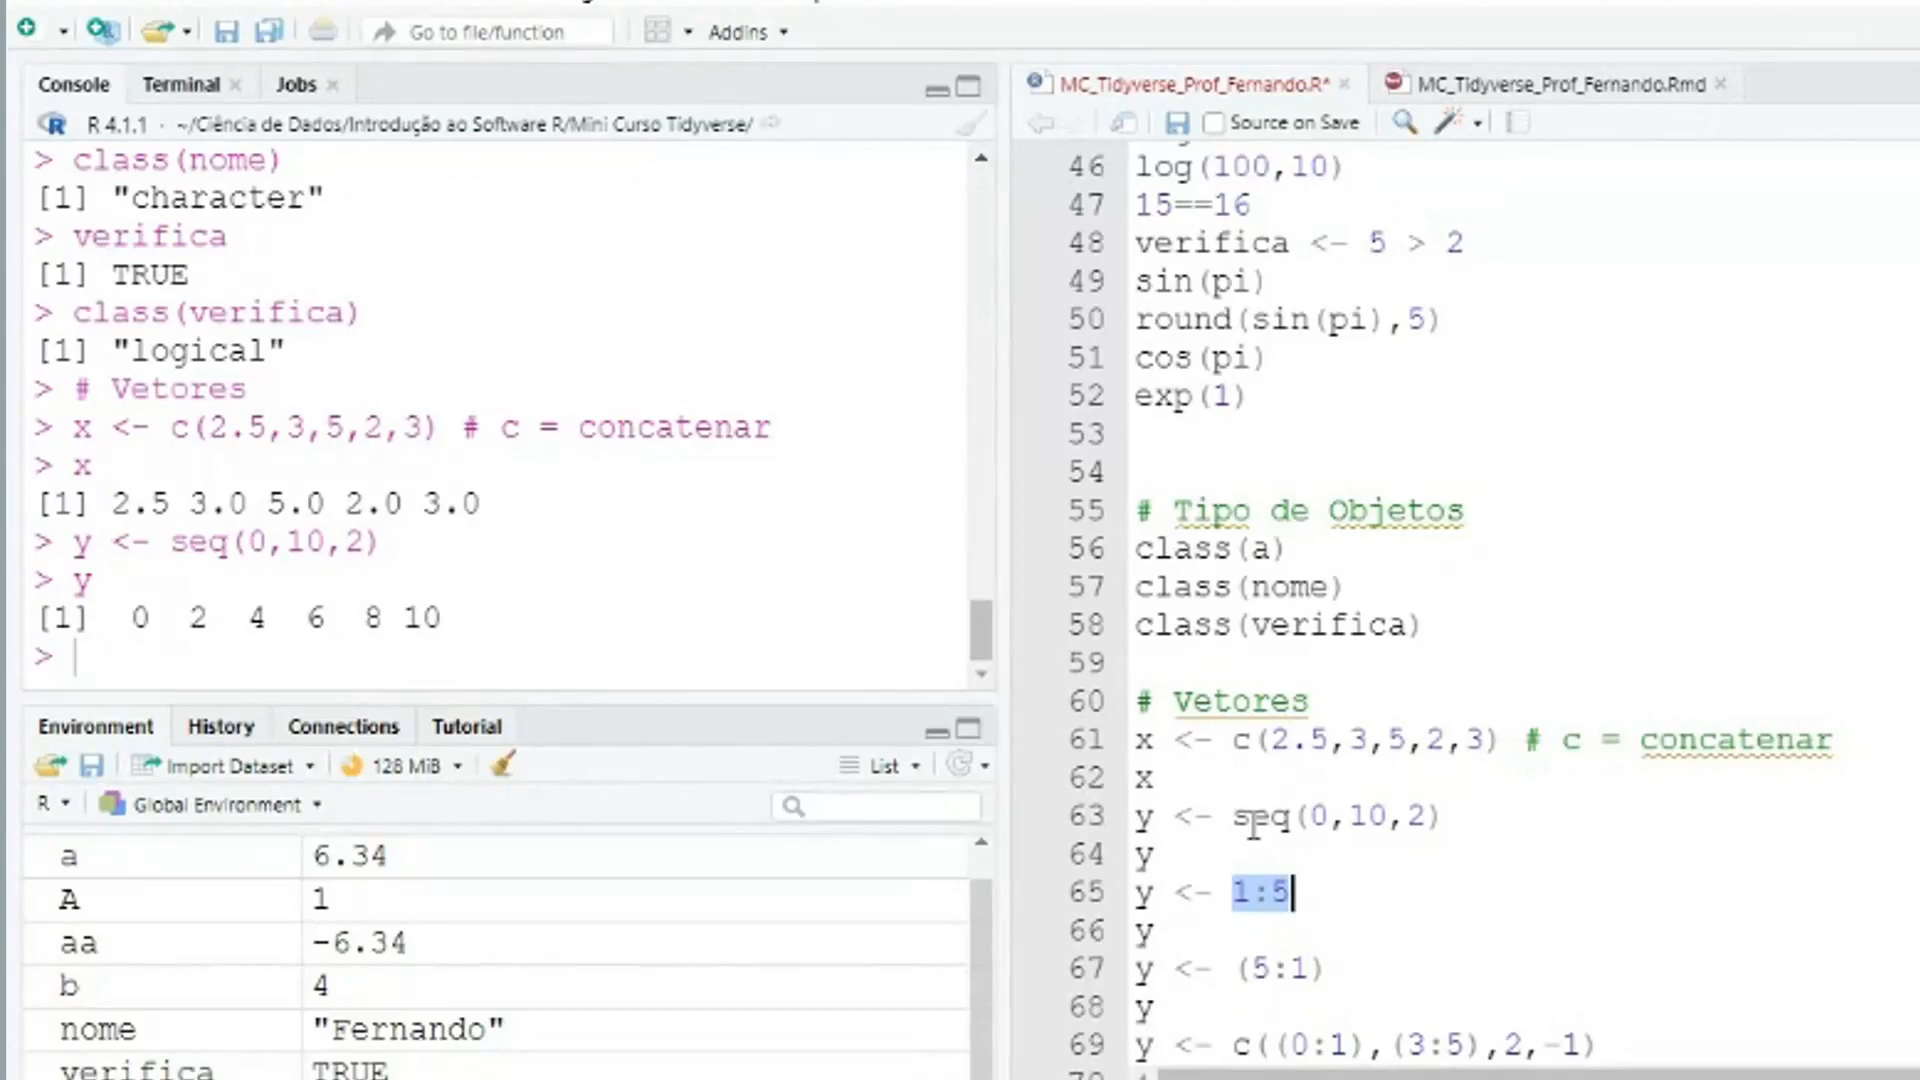 Go to file/function
Addins
Console
Terminal
Jobs
R 4.1.1 · ~/Ciência de Dados/Introdução ao Software R/Mini Curso Tidyverse/
> class(nome)
[1] "character"
> verifica
[1] TRUE
> class(verifica)
[1] "logical"
> # Vetores
> x <- c(2.5,3,5,2,3) # c = concatenar
> x
[1] 2.5 3.0 5.0 2.0 3.0
> y <- seq(0,10,2)
> y
[1]  0  2  4  6  8 10
>
Environment
History
Connections
Tutorial
Import Dataset
128 MiB
List
R
Global Environment
a 6.34
A 1
aa -6.34
b 4
nome "Fernando"
verifica TRUE
MC_Tidyverse_Prof_Fernando.R*
MC_Tidyverse_Prof_Fernando.Rmd
Source on Save
46 log(100,10)
47 15==16
48 verifica <- 5 > 2
49 sin(pi)
50 round(sin(pi),5)
51 cos(pi)
52 exp(1)
53
54
55 # Tipo de Objetos
56 class(a)
57 class(nome)
58 class(verifica)
59
60 # Vetores
61 x <- c(2.5,3,5,2,3) # c = concatenar
62 x
63 y <- seq(0,10,2)
64 y
65 y <- 1:5
66 y
67 y <- (5:1)
68 y
69 y <- c((0:1),(3:5),2,-1)